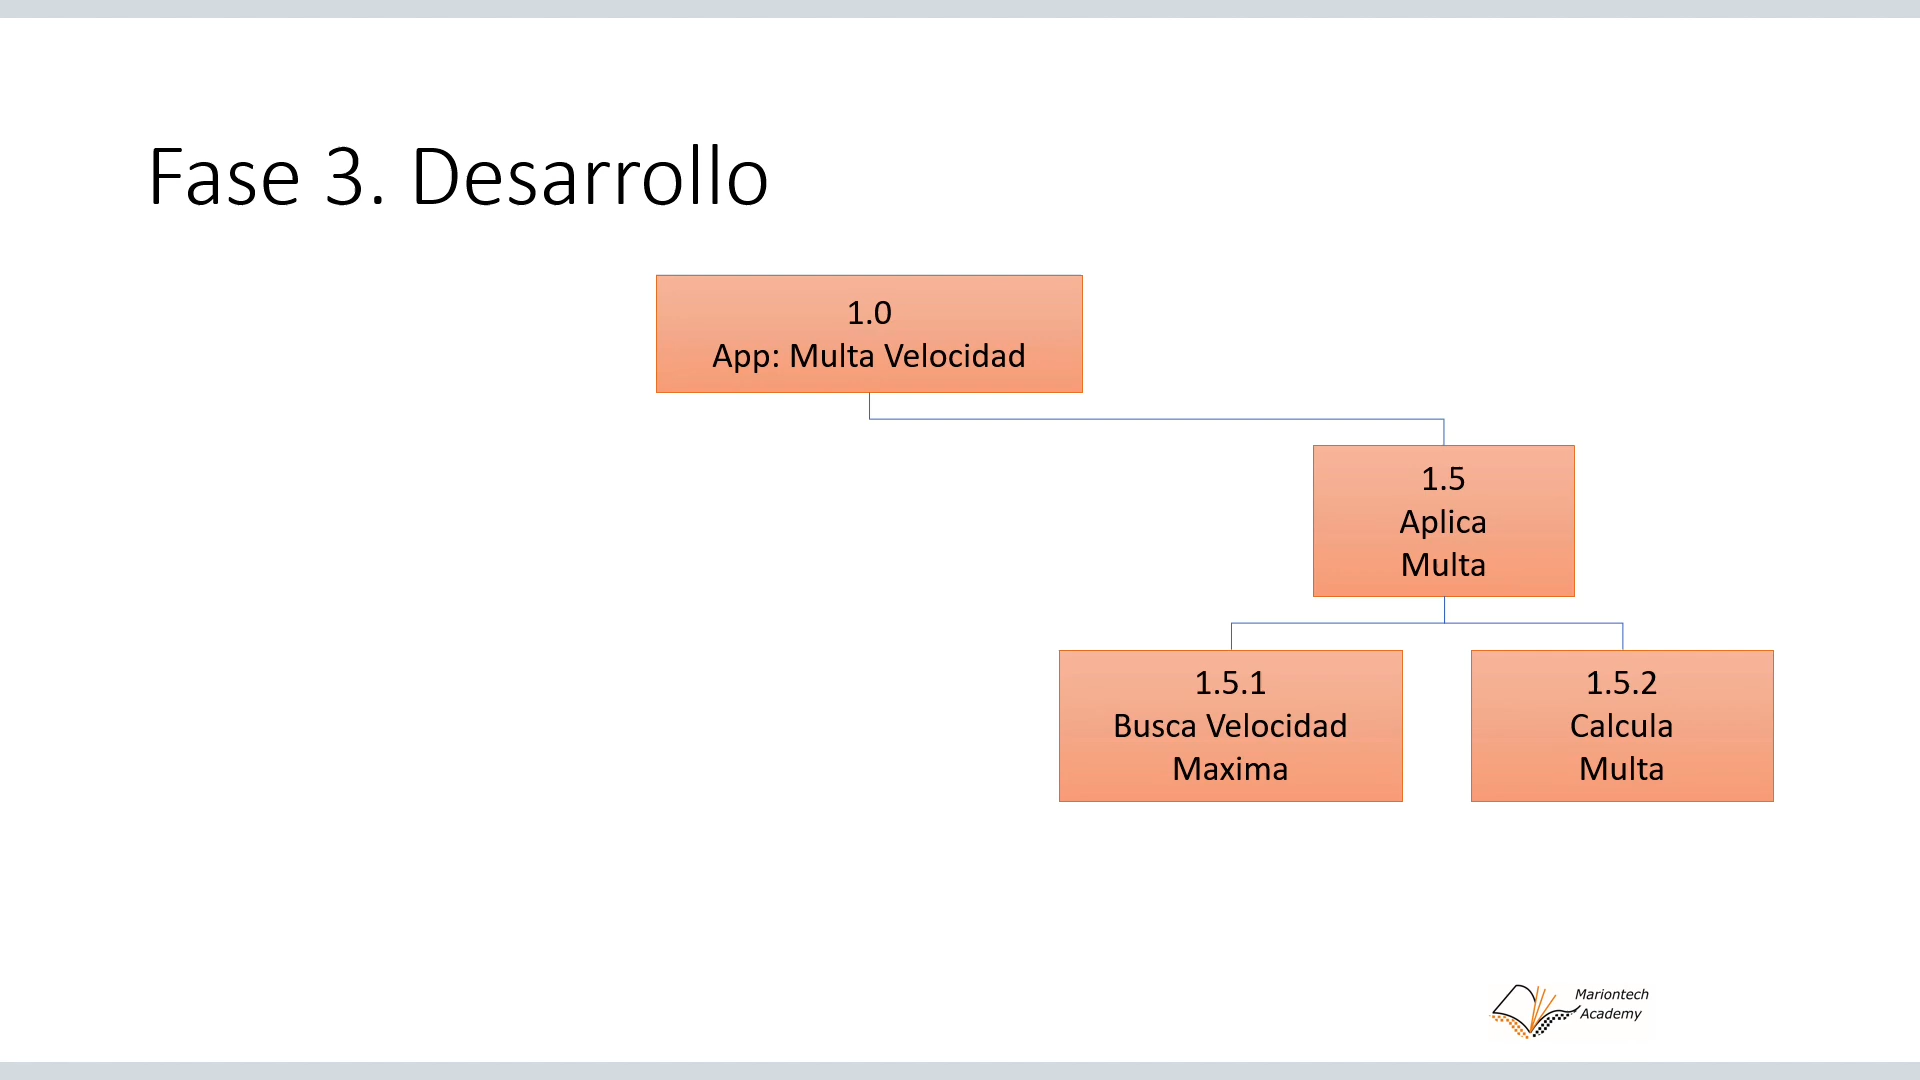 Fase 3. Desarrollo
1.0
App: Multa Velocidad
1.5
Aplica
Multa
1.5.1
Busca Velocidad
Maxima
1.5.2
Calcula
Multa
Mariontech
Academy